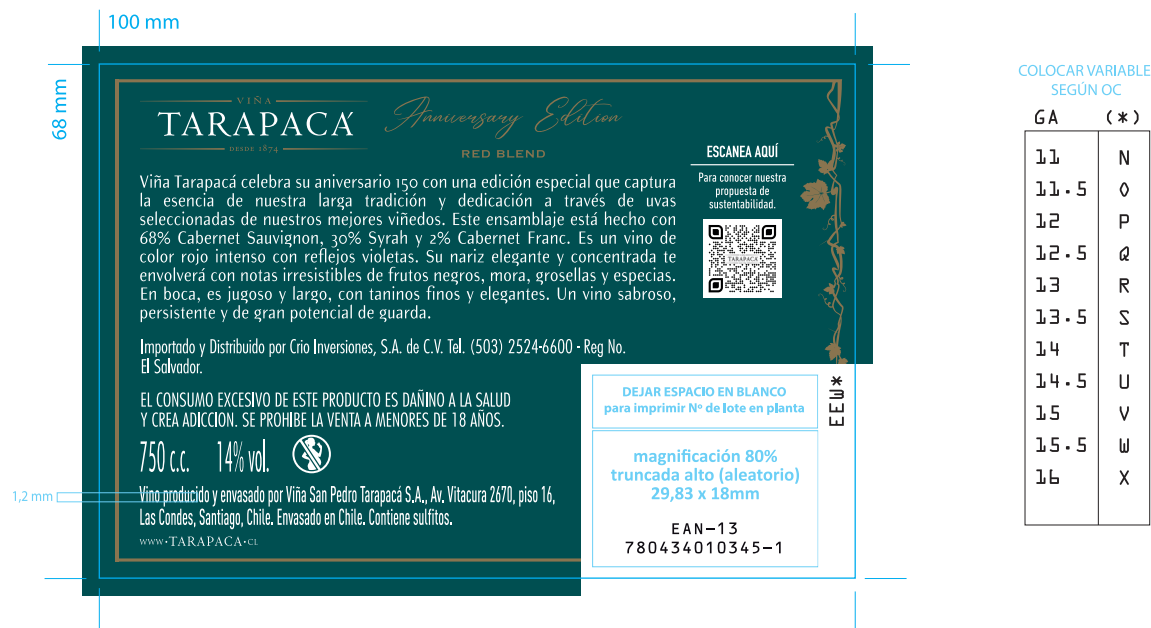 100 mm
68 mm
VIÑA
TARAPACÁ
DESDE 1874
Anniversary Edition
RED BLEND
ESCANEA AQUÍ
Para conocer nuestra
propuesta de
sustentabilidad.
TARAPACÁ
Viña Tarapacá celebra su aniversario 150 con una edición especial que captura
la esencia de nuestra larga tradición y dedicación a través de uvas
seleccionadas de nuestros mejores viñedos. Este ensamblaje está hecho con
68% Cabernet Sauvignon, 30% Syrah y 2% Cabernet Franc. Es un vino de
color rojo intenso con reflejos violetas. Su nariz elegante y concentrada te
envolverá con notas irresistibles de frutos negros, mora, grosellas y especias.
En boca, es jugoso y largo, con taninos finos y elegantes. Un vino sabroso,
persistente y de gran potencial de guarda.
Importado y Distribuido por Crio Inversiones, S.A. de C.V. Tel. (503) 2524-6600 - Reg No.
El Salvador.
EL CONSUMO EXCESIVO DE ESTE PRODUCTO ES DAÑINO A LA SALUD
Y CREA ADICCION. SE PROHIBE LA VENTA A MENORES DE 18 AÑOS.
750 c.c. 14% vol.
1,2 mm
Vino producido y envasado por Viña San Pedro Tarapacá S.A., Av. Vitacura 2670, piso 16,
Las Condes, Santiago, Chile. Envasado en Chile. Contiene sulfitos.
WWW•TARAPACA•CL
DEJAR ESPACIO EN BLANCO
para imprimir Nº de lote en planta
EEW*
magnificación 80%
truncada alto (aleatorio)
29,83 x 18mm
EAN-13
780434010345-1
COLOCAR VARIABLE
SEGÚN OC
GA (*)
11 N
11.5 O
12 P
12.5 Q
13 R
13.5 S
14 T
14.5 U
15 V
15.5 W
16 X